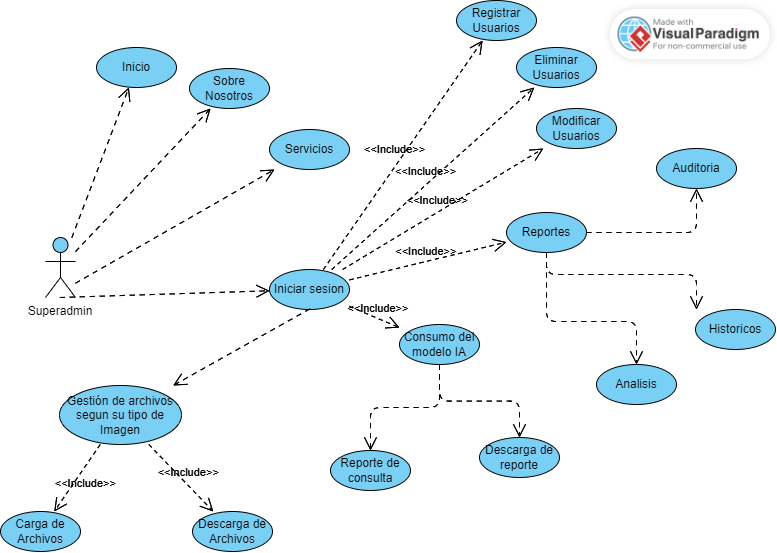 Registrar
Usuarios
Made with
VisualParadigm
For non-commercial use
Inicio
Eliminar
Usuarios
Sobre
Nosotros
Modificar
Usuarios
Servicios
<<Include>>
<<Include>>
Auditoria
<<Include>>
Reportes
<<Include>>
Superadmin
Iniciar sesion
<<Include>>
Historicos
Consumo del
modelo IA
Analisis
Gestión de archivos
segun su tipo de
Imagen
Reporte de
consulta
Descarga de
reporte
<<Include>>
<<Include>>
Carga de
Archivos
Descarga de
Archivos